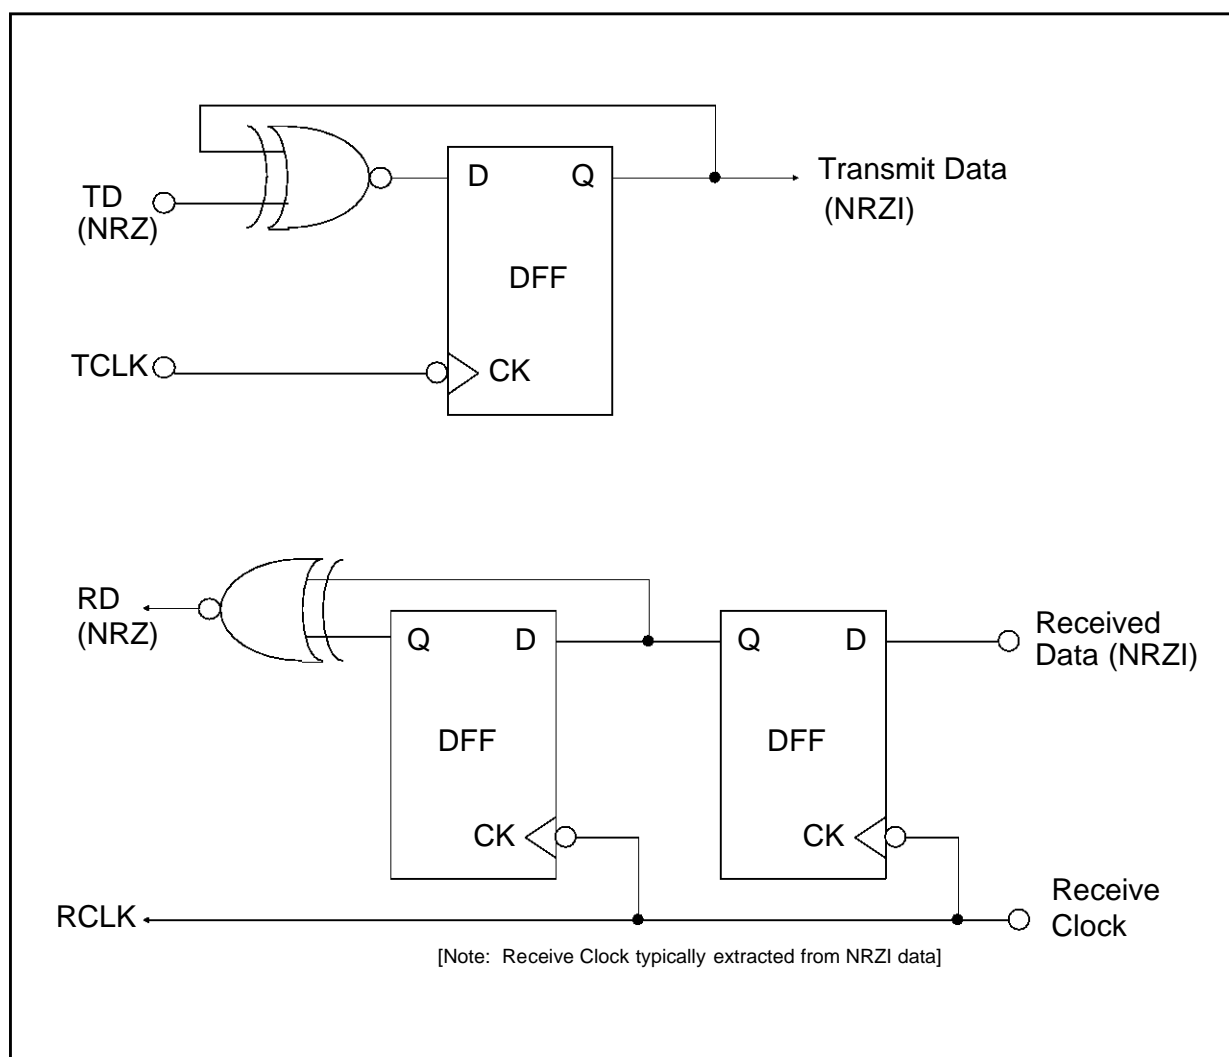 D
Q
Transmit Data
(NRZI)
TD
(NRZ)
DFF
TCLK
CK
RD
(NRZ)
Q
D
Q
D
Received
Data (NRZI)
DFF
DFF
CK
CK
RCLK
Receive
Clock
[Note: Receive Clock typically extracted from NRZI data]